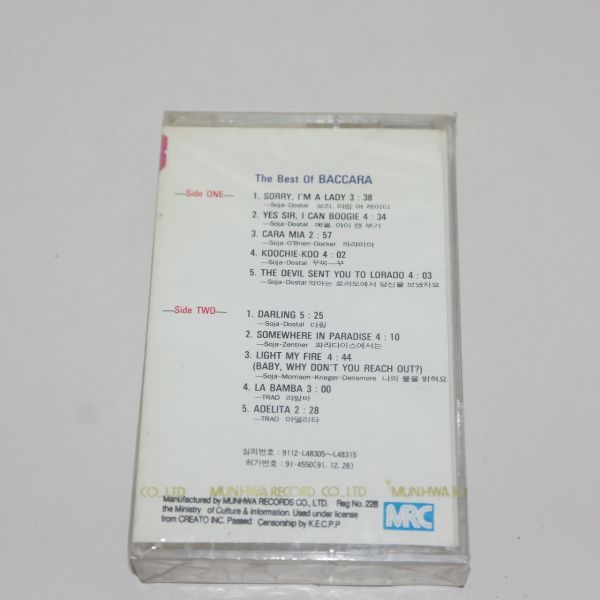 The Best Of BACCARA
—Side ONE—
1. SORRY, I'M A LADY 3 : 38
—Soja-Dostal 쏘리, 아임 어 레이디
2. YES SIR, I CAN BOOGIE 4 : 34
—Soja-Dostal 예썰, 아이 캔 부기
3. CARA MIA 2 : 57
—Soja-O'Brien-Docker 까라미아
4. KOOCHIE-KOO 4 : 02
—Soja-Dostal 꾸찌—꾸
5. THE DEVIL SENT YOU TO LORADO 4 : 03
—Soja-Dostal 악마는 로라도에서 당신을 보냈지요
—Side TWO—
1. DARLING 5 : 25
—Soja-Dostal 다링
2. SOMEWHERE IN PARADISE 4 : 10
—Soja-Zentner 파라다이스에서는
3. LIGHT MY FIRE 4 : 44
(BABY, WHY DON'T YOU REACH OUT?)
—Soja-Morrison-Krieger-Densmore 나의 불을 밝혀요
4. LA BAMBA 3 : 00
—TRAD 라밤바
5. ADELITA 2 : 28
—TRAD 아델리타
심의번호 : 9112-L48305~L48315
허가번호 : 91-4550(91. 12. 28)
CO., LTD MUNHWA RECORD CO., LTD MUNHWA
Manufactured by MUNHWA RECORDS CO., LTD. Reg No. 226
the Ministry of Culture & Information. Used under license
from CREATO INC. Passed Censorship by K.E.C.P.P
MRC